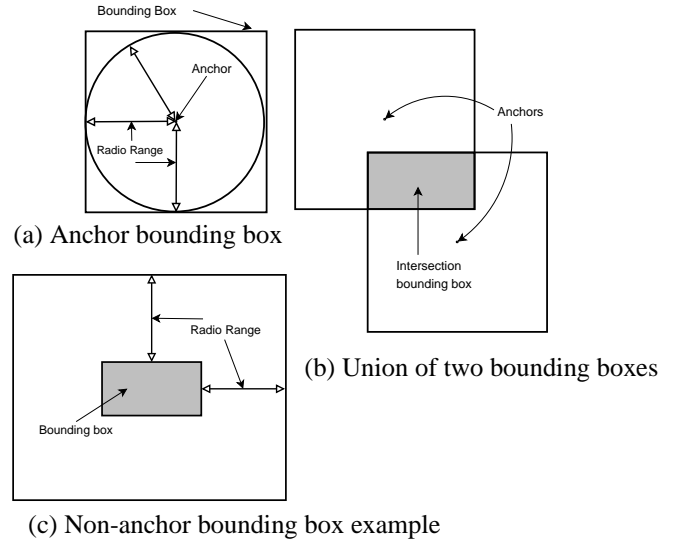 Bounding Box
Anchor
Radio Range
(a) Anchor bounding box
Anchors
Intersection
bounding box
(b) Union of two bounding boxes
Radio Range
Bounding box
(c) Non-anchor bounding box example